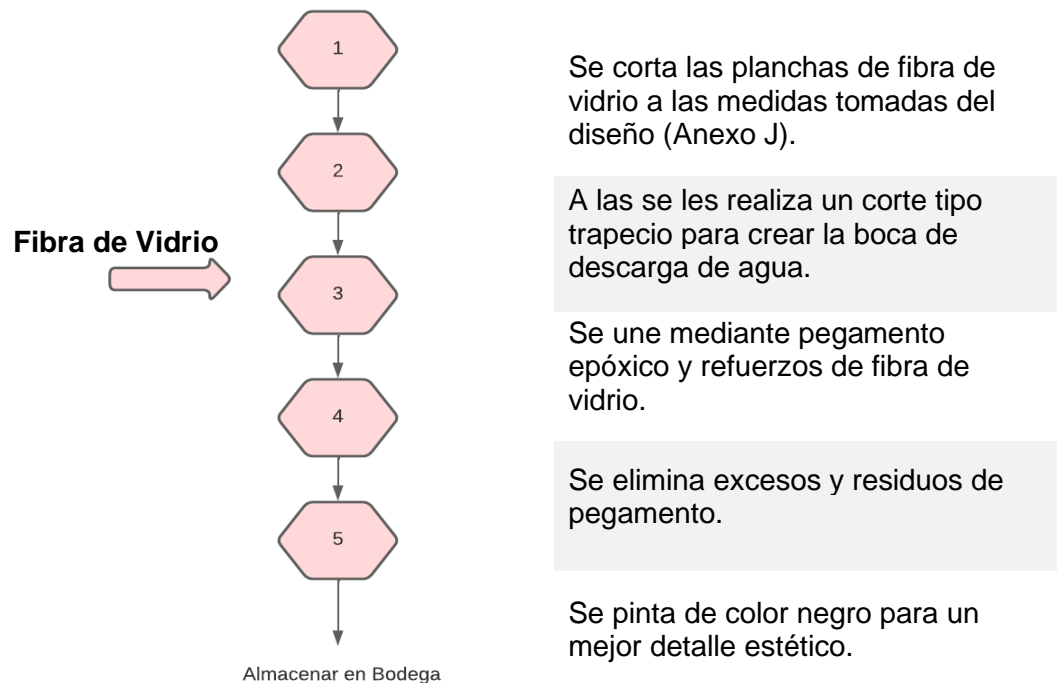 1
Se corta las planchas de fibra de
vidrio a las medidas tomadas del
diseño (Anexo J).
2
A las se les realiza un corte tipo
trapecio para crear la boca de
descarga de agua.
Fibra de Vidrio
3
Se une mediante pegamento
epóxico y refuerzos de fibra de
vidrio.
4
Se elimina excesos y residuos de
pegamento.
5
Se pinta de color negro para un
mejor detalle estético.
Almacenar en Bodega